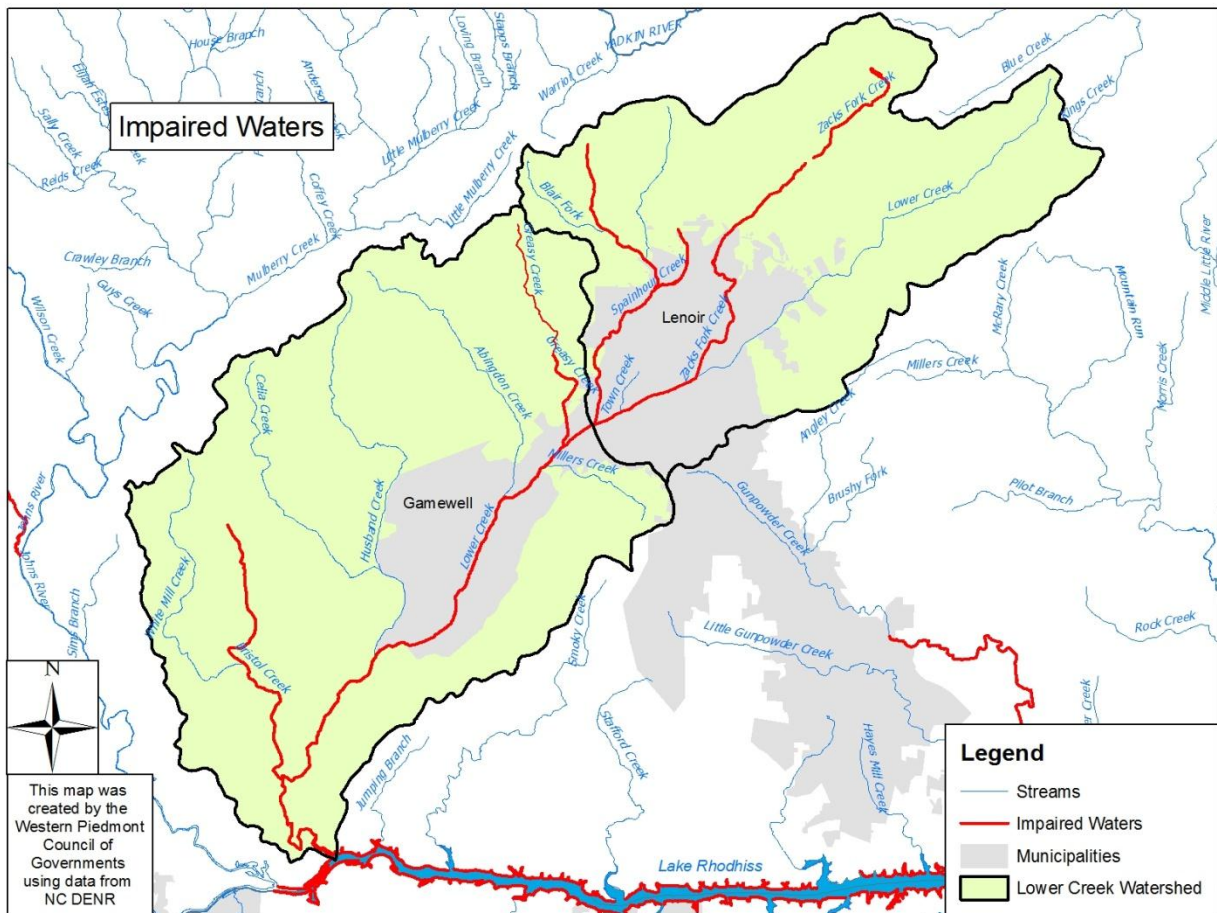 House Branch
Loving Branch
Stapps Branch
YADKIN RIVER
Warrior Creek
Blue Creek
Kings Creek
Elijah Estes
Branch
Sally Creek
Reids Creek
Impaired Waters
Little Mulberry Creek
Coffey Creek
Little Mulberry Creek
Zacks Fork Creek
Blair Fork
Lower Creek
Crawley Branch
Guys Creek
Mulberry Creek
Greasy Creek
Wilson Creek
Spainhour Creek
Lenoir
McRary Creek
Mountain Run
Middle Little River
Greasy Creek
Zacks Fork Creek
Town Creek
Abingdon Creek
Celia Creek
Millers Creek
Morris Creek
Angley Creek
Millers Creek
Gamewell
Husband Creek
Lower Creek
Brushy Fork
Pilot Branch
Gunpowder Creek
Johns River
Johns River
White Mill Creek
Sims Branch
Bristol Creek
Smoky Creek
Little Gunpowder Creek
Rock Creek
N
Stafford Creek
Jumping Branch
Hayes Mill Creek
Creek
This map was
created by the
Western Piedmont
Council of
Governments
using data from
NC DENR
Lake Rhodhiss
Legend
Streams
Impaired Waters
Municipalities
Lower Creek Watershed